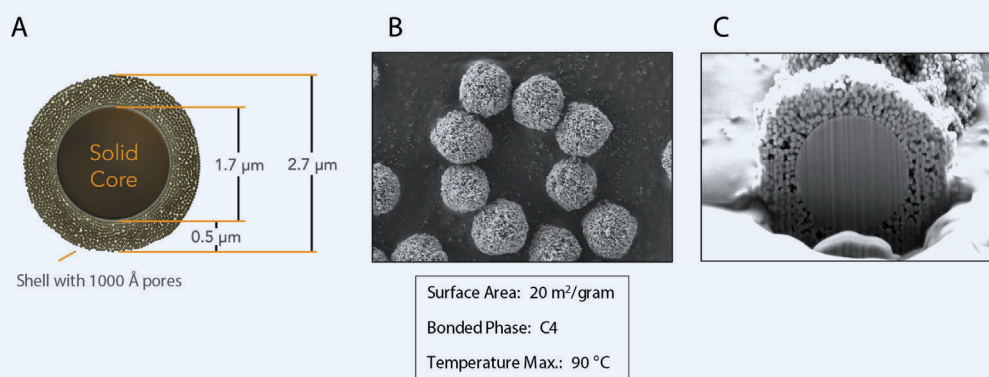 A
B
C
Solid
Core
1.7 µm
2.7 µm
0.5 µm
Shell with 1000 Å pores
Surface Area: 20 m²/gram
Bonded Phase: C4
Temperature Max.: 90 °C